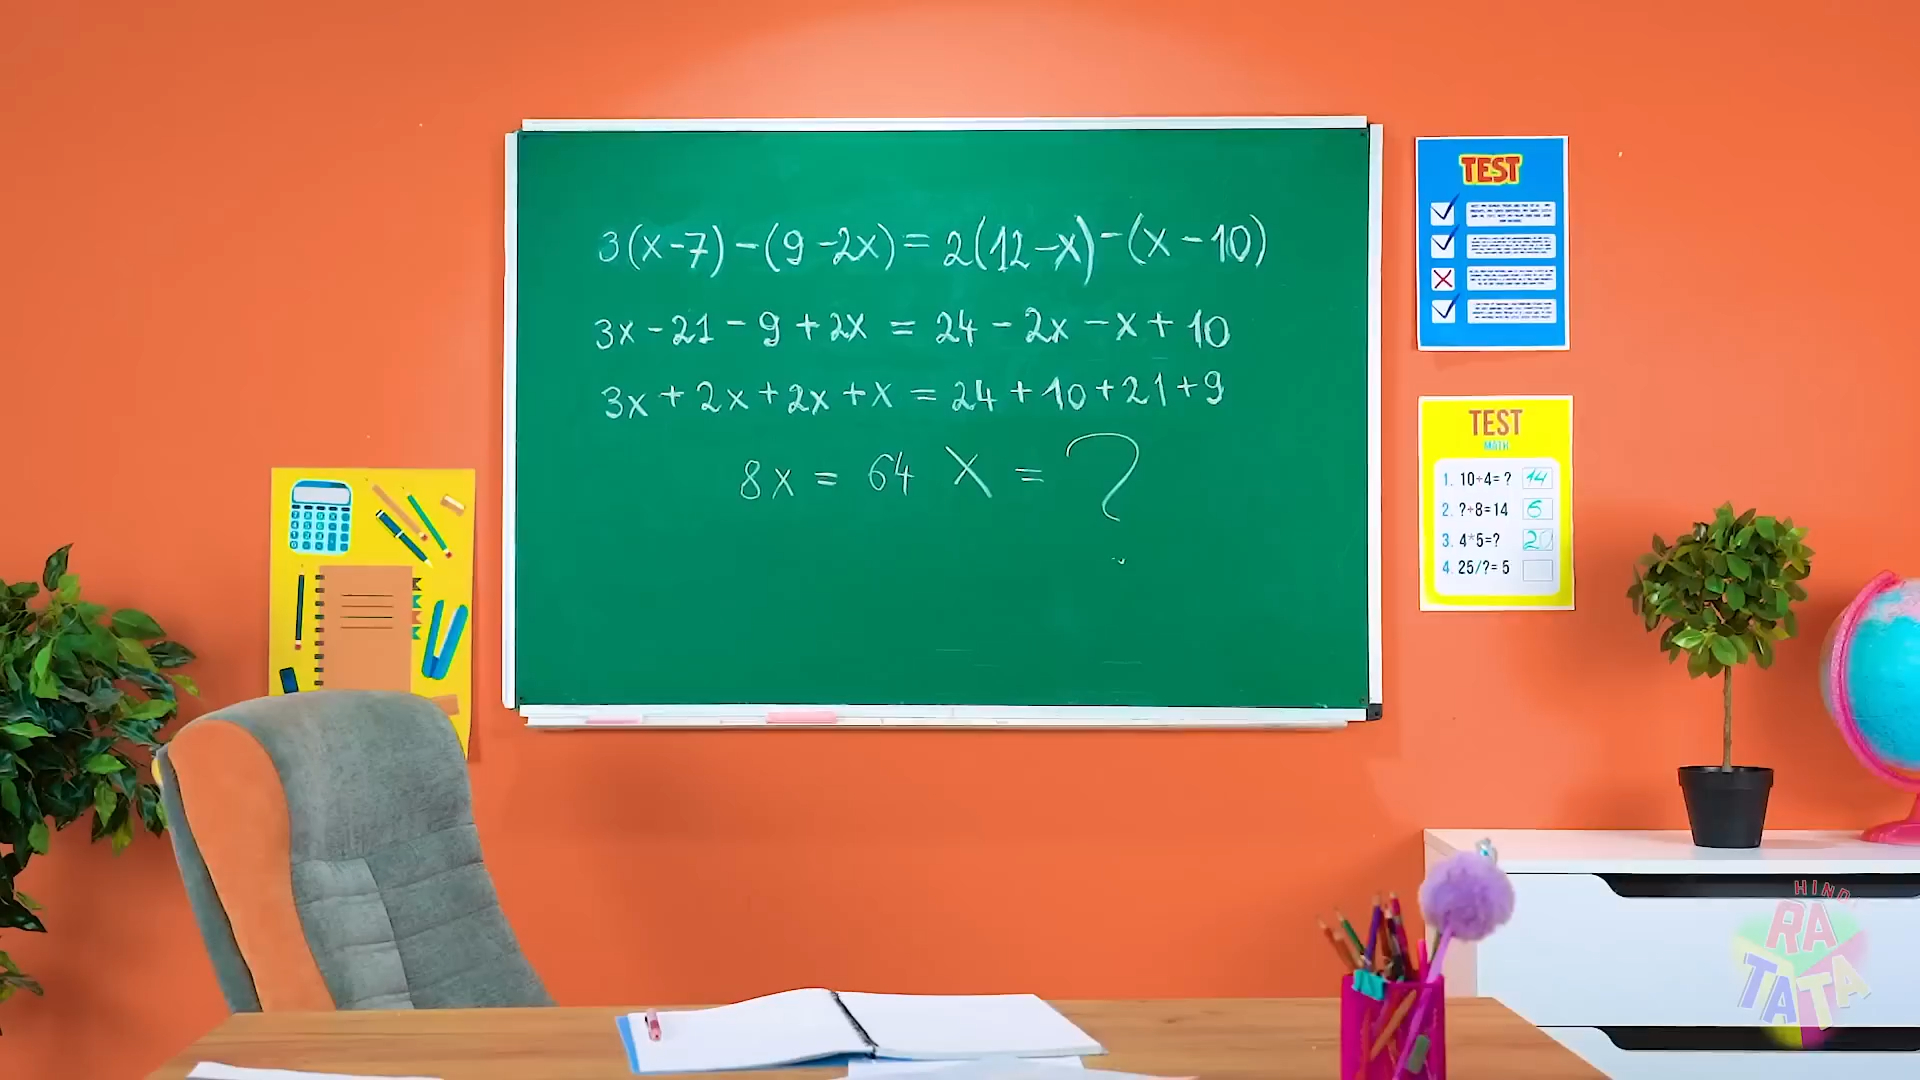 3(x-7)-(9-2x)=2(12-x)-(x-10)
3x-21-9+2x=24-2x-x+10
3x+2x+2x+x=24+10+21+9
8x=64 X=?
TEST
TEST
MATH
1. 10+4=? 14
2. ?+8=14 6
3. 4*5=? 20
4. 25/?=5
HINDI
RA
TATA